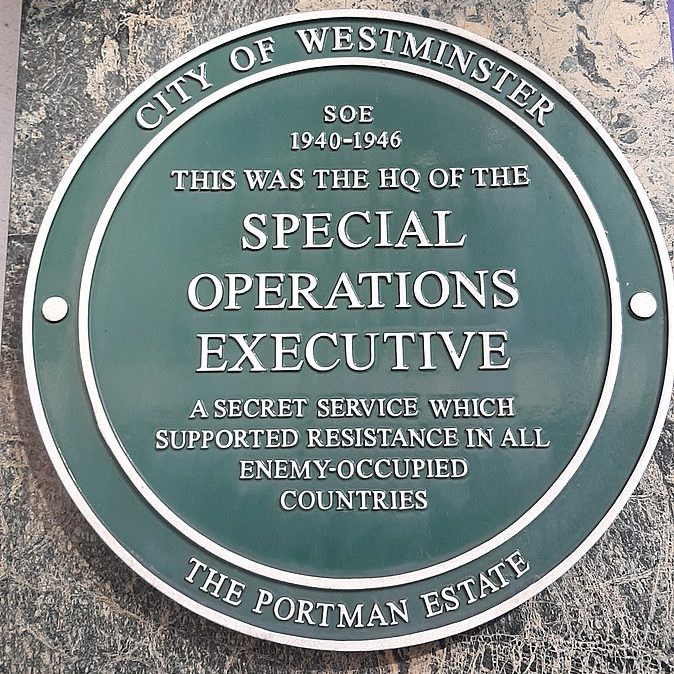 CITY OF WESTMINSTER
SOE
1940-1946
THIS WAS THE HQ OF THE
SPECIAL
OPERATIONS
EXECUTIVE
A SECRET SERVICE WHICH
SUPPORTED RESISTANCE IN ALL
ENEMY-OCCUPIED
COUNTRIES
THE PORTMAN ESTATE